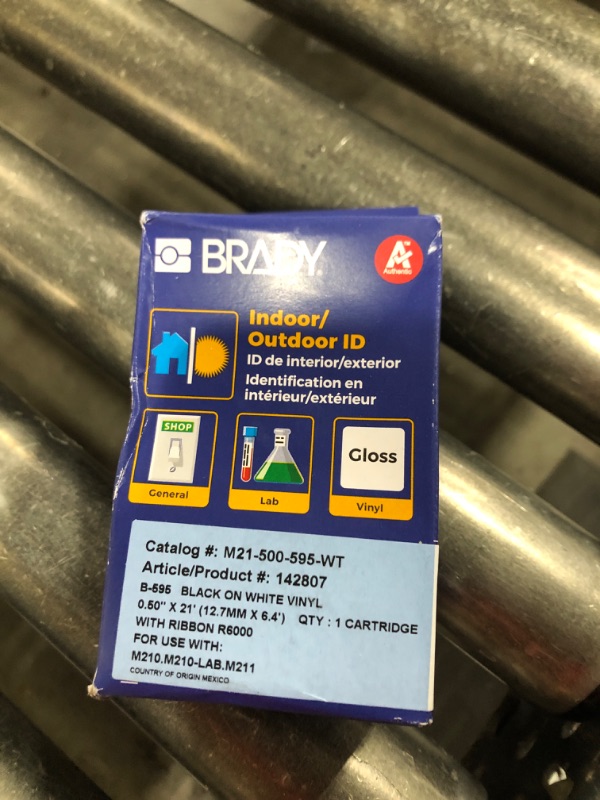 BRADY
A™
Authentic
Indoor/
Outdoor ID
ID de interior/exterior
Identification en
intérieur/extérieur
SHOP
General
Lab
Gloss
Vinyl
Catalog #: M21-500-595-WT
Article/Product #: 142807
B-595 BLACK ON WHITE VINYL
0.50" X 21' (12.7MM X 6.4') QTY : 1 CARTRIDGE
WITH RIBBON R6000
FOR USE WITH:
M210.M210-LAB.M211
COUNTRY OF ORIGIN MEXICO